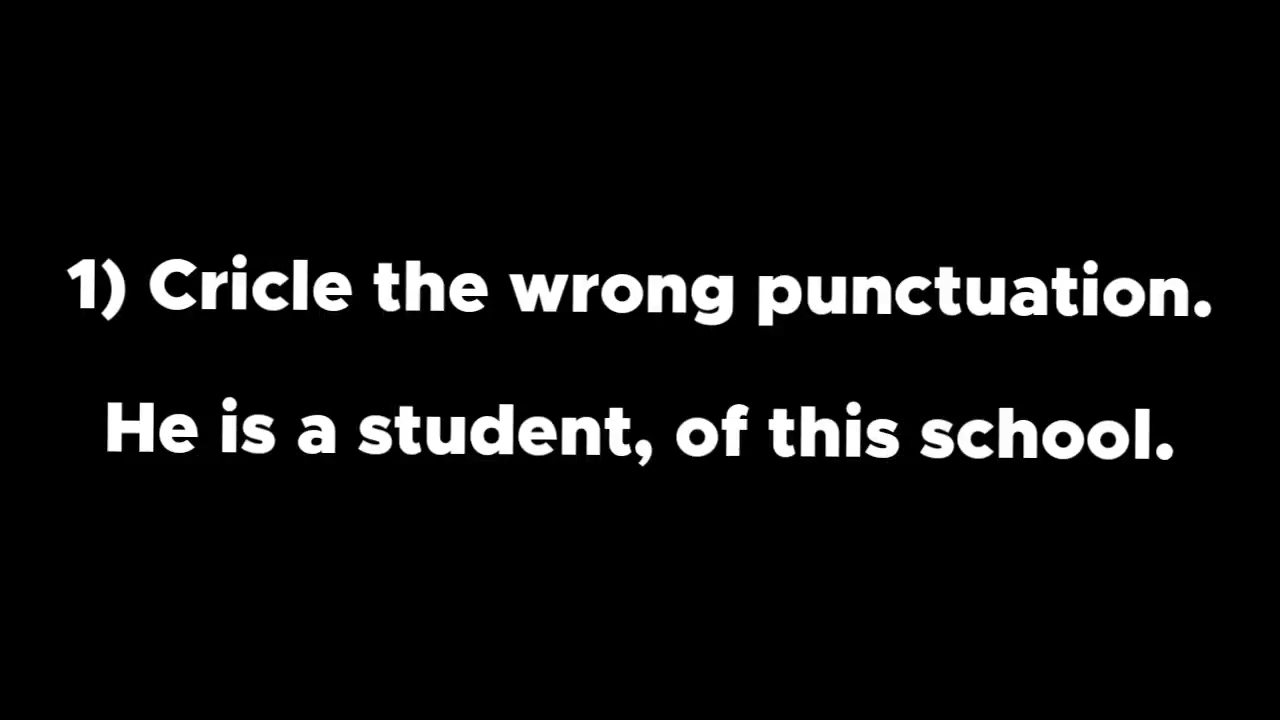 1) Cricle the wrong punctuation.
He is a student, of this school.